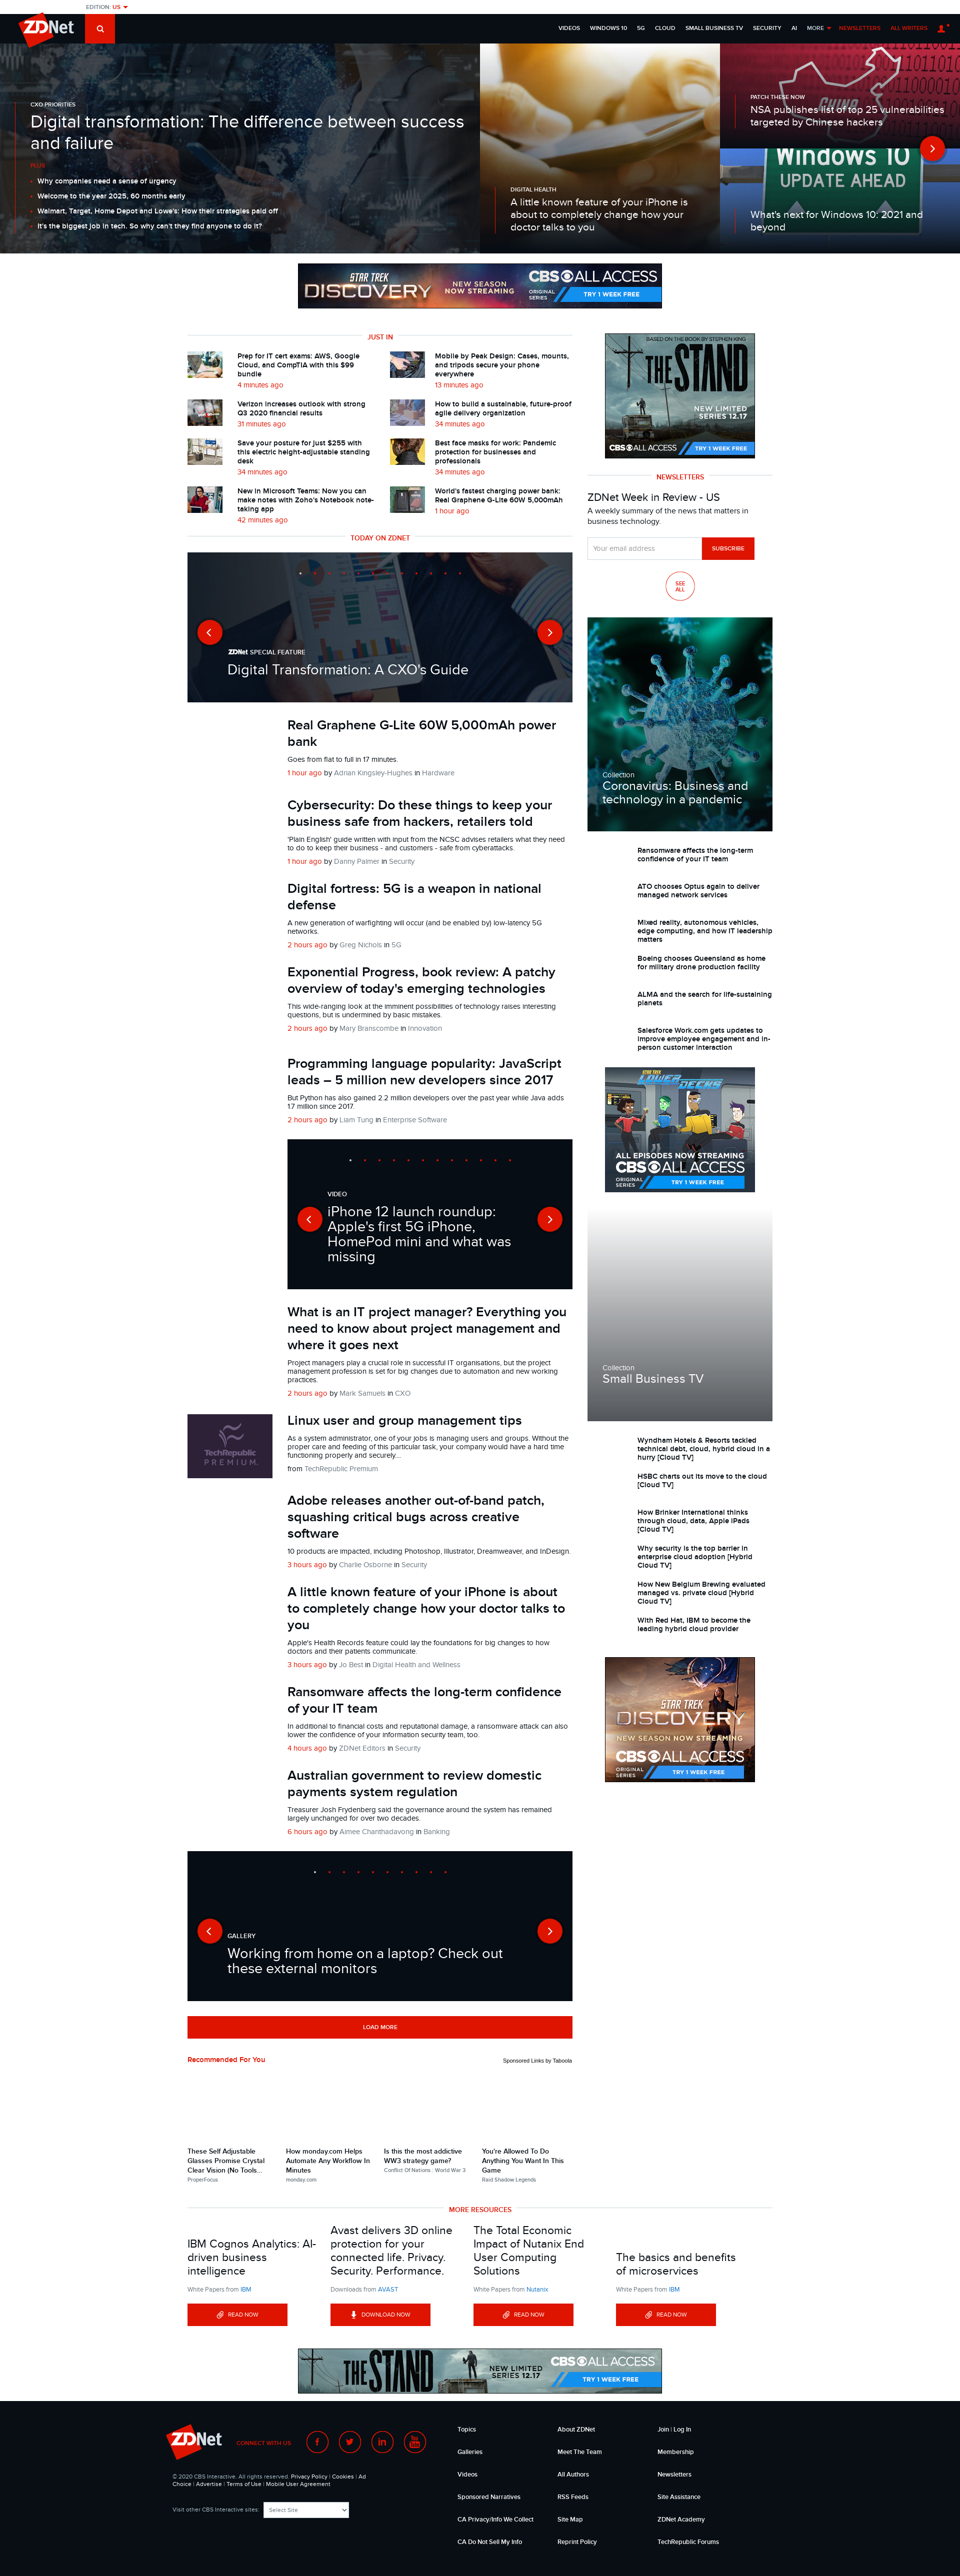 EDITION: US
ZDNet
VIDEOS WINDOWS 10 5G CLOUD SMALL BUSINESS TV SECURITY AI MORE NEWSLETTERS ALL WRITERS
CXO PRIORITIES
Digital transformation: The difference between success
and failure
PLUS
Why companies need a sense of urgency
Welcome to the year 2025, 60 months early
Walmart, Target, Home Depot and Lowe's: How their strategies paid off
It's the biggest job in tech. So why can't they find anyone to do it?
DIGITAL HEALTH
A little known feature of your iPhone is
about to completely change how your
doctor talks to you
PATCH THESE NOW
NSA publishes list of top 25 vulnerabilities
targeted by Chinese hackers
CHINA
Windows 10
UPDATE AHEAD
What's next for Windows 10: 2021 and
beyond
STAR TREK
DISCOVERY
NEW SEASON
NOW STREAMING
CBS ALL ACCESS
ORIGINAL
SERIES
TRY 1 WEEK FREE
JUST IN
Prep for IT cert exams: AWS, Google
Cloud, and CompTIA with this $99
bundle
4 minutes ago
Mobile by Peak Design: Cases, mounts,
and tripods secure your phone
everywhere
13 minutes ago
Verizon increases outlook with strong
Q3 2020 financial results
31 minutes ago
How to build a sustainable, future-proof
agile delivery organization
34 minutes ago
Save your posture for just $255 with
this electric height-adjustable standing
desk
34 minutes ago
Best face masks for work: Pandemic
protection for businesses and
professionals
34 minutes ago
New in Microsoft Teams: Now you can
make notes with Zoho's Notebook note-
taking app
42 minutes ago
World's fastest charging power bank:
Real Graphene G-Lite 60W 5,000mAh
1 hour ago
TODAY ON ZDNET
ZDNet SPECIAL FEATURE
Digital Transformation: A CXO's Guide
Real Graphene G-Lite 60W 5,000mAh power
bank
Goes from flat to full in 17 minutes.
1 hour ago by Adrian Kingsley-Hughes in Hardware
Cybersecurity: Do these things to keep your
business safe from hackers, retailers told
'Plain English' guide written with input from the NCSC advises retailers what they need
to do to keep their business - and customers - safe from cyberattacks.
1 hour ago by Danny Palmer in Security
Digital fortress: 5G is a weapon in national
defense
A new generation of warfighting will occur (and be enabled by) low-latency 5G
networks.
2 hours ago by Greg Nichols in 5G
Exponential Progress, book review: A patchy
overview of today's emerging technologies
This wide-ranging look at the imminent possibilities of technology raises interesting
questions, but is undermined by basic mistakes.
2 hours ago by Mary Branscombe in Innovation
Programming language popularity: JavaScript
leads – 5 million new developers since 2017
But Python has also gained 2.2 million developers over the past year while Java adds
1.7 million since 2017.
2 hours ago by Liam Tung in Enterprise Software
VIDEO
iPhone 12 launch roundup:
Apple's first 5G iPhone,
HomePod mini and what was
missing
What is an IT project manager? Everything you
need to know about project management and
where it goes next
Project managers play a crucial role in successful IT organisations, but the project
management profession is set for big changes due to automation and new working
practices.
2 hours ago by Mark Samuels in CXO
TechRepublic
PREMIUM
Linux user and group management tips
As a system administrator, one of your jobs is managing users and groups. Without the
proper care and feeding of this particular task, your company would have a hard time
functioning properly and securely....
from TechRepublic Premium
Adobe releases another out-of-band patch,
squashing critical bugs across creative
software
10 products are impacted, including Photoshop, Illustrator, Dreamweaver, and InDesign.
3 hours ago by Charlie Osborne in Security
A little known feature of your iPhone is about
to completely change how your doctor talks to
you
Apple's Health Records feature could lay the foundations for big changes to how
doctors and their patients communicate.
3 hours ago by Jo Best in Digital Health and Wellness
Ransomware affects the long-term confidence
of your IT team
In additional to financial costs and reputational damage, a ransomware attack can also
lower the confidence of your information security team, too.
4 hours ago by ZDNet Editors in Security
Australian government to review domestic
payments system regulation
Treasurer Josh Frydenberg said the governance around the system has remained
largely unchanged for over two decades.
6 hours ago by Aimee Chanthadavong in Banking
GALLERY
Working from home on a laptop? Check out
these external monitors
LOAD MORE
BASED ON THE BOOK BY STEPHEN KING
THE STAND
NEW LIMITED
SERIES 12.17
CBS ALL ACCESS
TRY 1 WEEK FREE
NEWSLETTERS
ZDNet Week in Review - US
A weekly summary of the news that matters in
business technology.
Your email address
SUBSCRIBE
SEE
ALL
Collection
Coronavirus: Business and
technology in a pandemic
Ransomware affects the long-term
confidence of your IT team
ATO chooses Optus again to deliver
managed network services
Mixed reality, autonomous vehicles,
edge computing, and how IT leadership
matters
Boeing chooses Queensland as home
for military drone production facility
ALMA and the search for life-sustaining
planets
Salesforce Work.com gets updates to
improve employee engagement and in-
person customer interaction
STAR TREK
LOWER DECKS
ALL EPISODES NOW STREAMING
CBS ALL ACCESS
ORIGINAL
SERIES
TRY 1 WEEK FREE
Collection
Small Business TV
Wyndham Hotels & Resorts tackled
technical debt, cloud, hybrid cloud in a
hurry [Cloud TV]
HSBC charts out its move to the cloud
[Cloud TV]
How Brinker International thinks
through cloud, data, Apple iPads
[Cloud TV]
Why security is the top barrier in
enterprise cloud adoption [Hybrid
Cloud TV]
How New Belgium Brewing evaluated
managed vs. private cloud [Hybrid
Cloud TV]
With Red Hat, IBM to become the
leading hybrid cloud provider
STAR TREK
DISCOVERY
NEW SEASON NOW STREAMING
CBS ALL ACCESS
ORIGINAL
SERIES
TRY 1 WEEK FREE
Recommended For You
Sponsored Links by Taboola
These Self Adjustable
Glasses Promise Crystal
Clear Vision (No Tools...
ProperFocus
How monday.com Helps
Automate Any Workflow In
Minutes
monday.com
Is this the most addictive
WW3 strategy game?
Conflict Of Nations : World War 3
You're Allowed To Do
Anything You Want In This
Game
Raid Shadow Legends
MORE RESOURCES
IBM Cognos Analytics: AI-
driven business
intelligence
White Papers from IBM
READ NOW
Avast delivers 3D online
protection for your
connected life. Privacy.
Security. Performance.
Downloads from AVAST
DOWNLOAD NOW
The Total Economic
Impact of Nutanix End
User Computing
Solutions
White Papers from Nutanix
READ NOW
The basics and benefits
of microservices
White Papers from IBM
READ NOW
THE STAND
NEW LIMITED
SERIES 12.17
CBS ALL ACCESS
TRY 1 WEEK FREE
ZDNet
CONNECT WITH US
© 2020 CBS Interactive. All rights reserved. Privacy Policy | Cookies | Ad
Choice | Advertise | Terms of Use | Mobile User Agreement
Visit other CBS Interactive sites: Select Site
Topics
Galleries
Videos
Sponsored Narratives
CA Privacy/Info We Collect
CA Do Not Sell My Info
About ZDNet
Meet The Team
All Authors
RSS Feeds
Site Map
Reprint Policy
Join | Log In
Membership
Newsletters
Site Assistance
ZDNet Academy
TechRepublic Forums